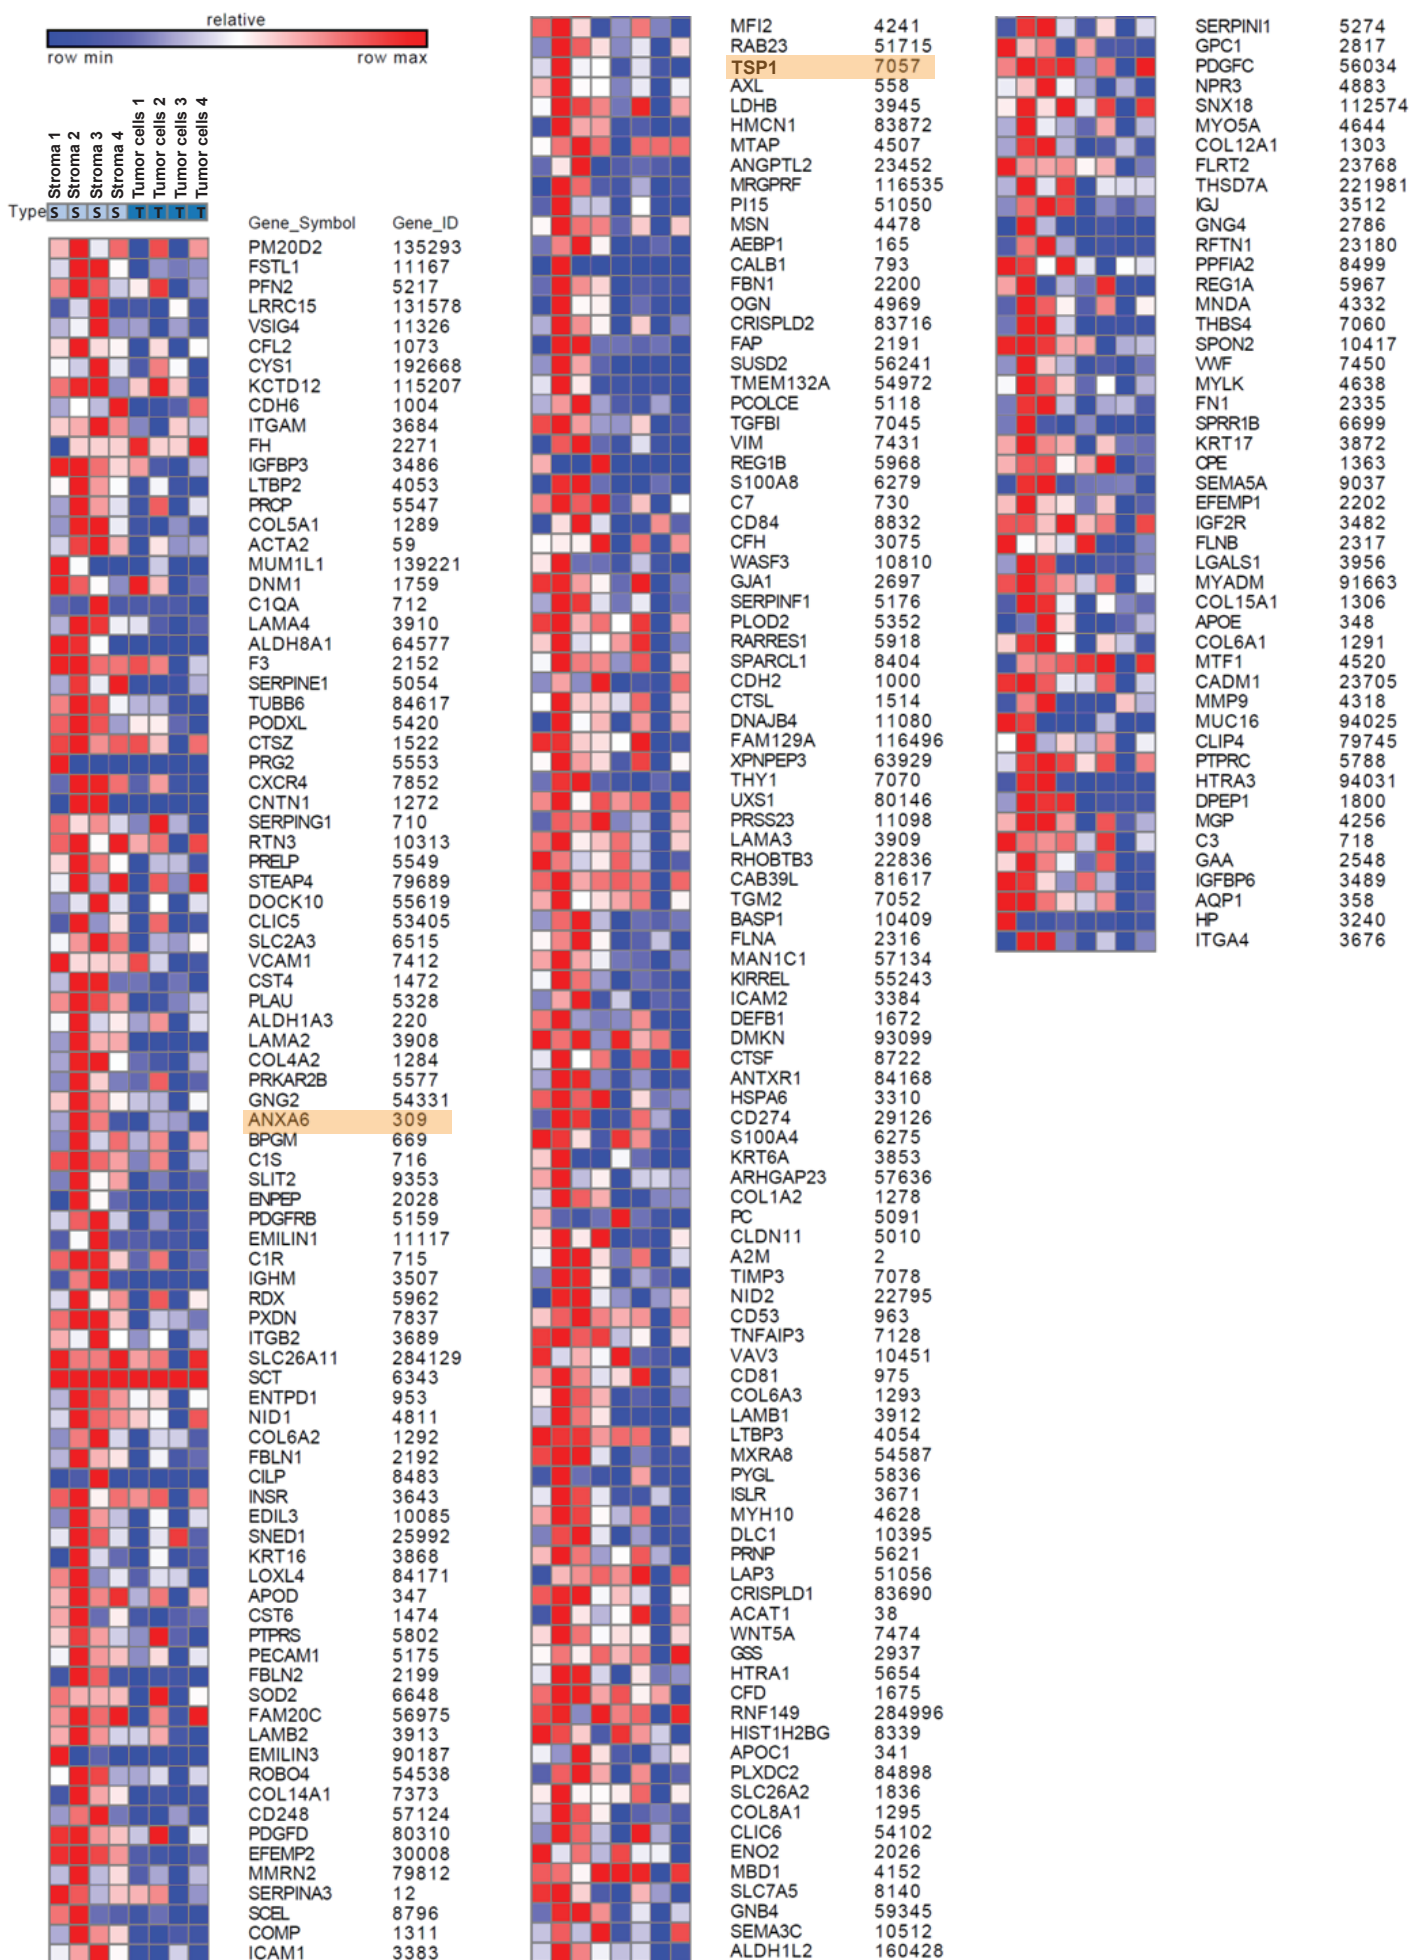 relative
row min row max
Stroma 1
Stroma 2
Stroma 3
Stroma 4
Tumor cells 1
Tumor cells 2
Tumor cells 3
Tumor cells 4
Type S S S S T T T T
Gene_Symbol Gene_ID
PM20D2 135293
FSTL1 11167
PFN2 5217
LRRC15 131578
VSIG4 11326
CFL2 1073
CYS1 192668
KCTD12 115207
CDH6 1004
ITGAM 3684
FH 2271
IGFBP3 3486
LTBP2 4053
PRCP 5547
COL5A1 1289
ACTA2 59
MUM1L1 139221
DNM1 1759
C1QA 712
LAMA4 3910
ALDH8A1 64577
F3 2152
SERPINE1 5054
TUBB6 84617
PODXL 5420
CTSZ 1522
PRG2 5553
CXCR4 7852
CNTN1 1272
SERPING1 710
RTN3 10313
PRELP 5549
STEAP4 79689
DOCK10 55619
CLIC5 53405
SLC2A3 6515
VCAM1 7412
CST4 1472
PLAU 5328
ALDH1A3 220
LAMA2 3908
COL4A2 1284
PRKAR2B 5577
GNG2 54331
ANXA6 309
BPGM 669
C1S 716
SLIT2 9353
ENPEP 2028
PDGFRB 5159
EMILIN1 11117
C1R 715
IGHM 3507
RDX 5962
PXDN 7837
ITGB2 3689
SLC26A11 284129
SCT 6343
ENTPD1 953
NID1 4811
COL6A2 1292
FBLN1 2192
CILP 8483
INSR 3643
EDIL3 10085
SNED1 25992
KRT16 3868
LOXL4 84171
APOD 347
CST6 1474
PTPRS 5802
PECAM1 5175
FBLN2 2199
SOD2 6648
FAM20C 56975
LAMB2 3913
EMILIN3 90187
ROBO4 54538
COL14A1 7373
CD248 57124
PDGFD 80310
EFEMP2 30008
MMRN2 79812
SERPINA3 12
SCEL 8796
COMP 1311
ICAM1 3383
MFI2 4241
RAB23 51715
TSP1 7057
AXL 558
LDHB 3945
HMCN1 83872
MTAP 4507
ANGPTL2 23452
MRGPRF 116535
PI15 51050
MSN 4478
AEBP1 165
CALB1 793
FBN1 2200
OGN 4969
CRISPLD2 83716
FAP 2191
SUSD2 56241
TMEM132A 54972
PCOLCE 5118
TGFBI 7045
VIM 7431
REG1B 5968
S100A8 6279
C7 730
CD84 8832
CFH 3075
WASF3 10810
GJA1 2697
SERPINF1 5176
PLOD2 5352
RARRES1 5918
SPARCL1 8404
CDH2 1000
CTSL 1514
DNAJB4 11080
FAM129A 116496
XPNPEP3 63929
THY1 7070
UXS1 80146
PRSS23 11098
LAMA3 3909
RHOBTB3 22836
CAB39L 81617
TGM2 7052
BASP1 10409
FLNA 2316
MAN1C1 57134
KIRREL 55243
ICAM2 3384
DEFB1 1672
DMKN 93099
CTSF 8722
ANTXR1 84168
HSPA6 3310
CD274 29126
S100A4 6275
KRT6A 3853
ARHGAP23 57636
COL1A2 1278
PC 5091
CLDN11 5010
A2M 2
TIMP3 7078
NID2 22795
CD53 963
TNFAIP3 7128
VAV3 10451
CD81 975
COL6A3 1293
LAMB1 3912
LTBP3 4054
MXRA8 54587
PYGL 5836
ISLR 3671
MYH10 4628
DLC1 10395
PRNP 5621
LAP3 51056
CRISPLD1 83690
ACAT1 38
WNT5A 7474
GSS 2937
HTRA1 5654
CFD 1675
RNF149 284996
HIST1H2BG 8339
APOC1 341
PLXDC2 84898
SLC26A2 1836
COL8A1 1295
CLIC6 54102
ENO2 2026
MBD1 4152
SLC7A5 8140
GNB4 59345
SEMA3C 10512
ALDH1L2 160428
SERPINI1 5274
GPC1 2817
PDGFC 56034
NPR3 4883
SNX18 112574
MYO5A 4644
COL12A1 1303
FLRT2 23768
THSD7A 221981
IGJ 3512
GNG4 2786
RFTN1 23180
PPFIA2 8499
REG1A 5967
MNDA 4332
THBS4 7060
SPON2 10417
VWF 7450
MYLK 4638
FN1 2335
SPRR1B 6699
KRT17 3872
CPE 1363
SEMA5A 9037
EFEMP1 2202
IGF2R 3482
FLNB 2317
LGALS1 3956
MYADM 91663
COL15A1 1306
APOE 348
COL6A1 1291
MTF1 4520
CADM1 23705
MMP9 4318
MUC16 94025
CLIP4 79745
PTPRC 5788
HTRA3 94031
DPEP1 1800
MGP 4256
C3 718
GAA 2548
IGFBP6 3489
AQP1 358
HP 3240
ITGA4 3676